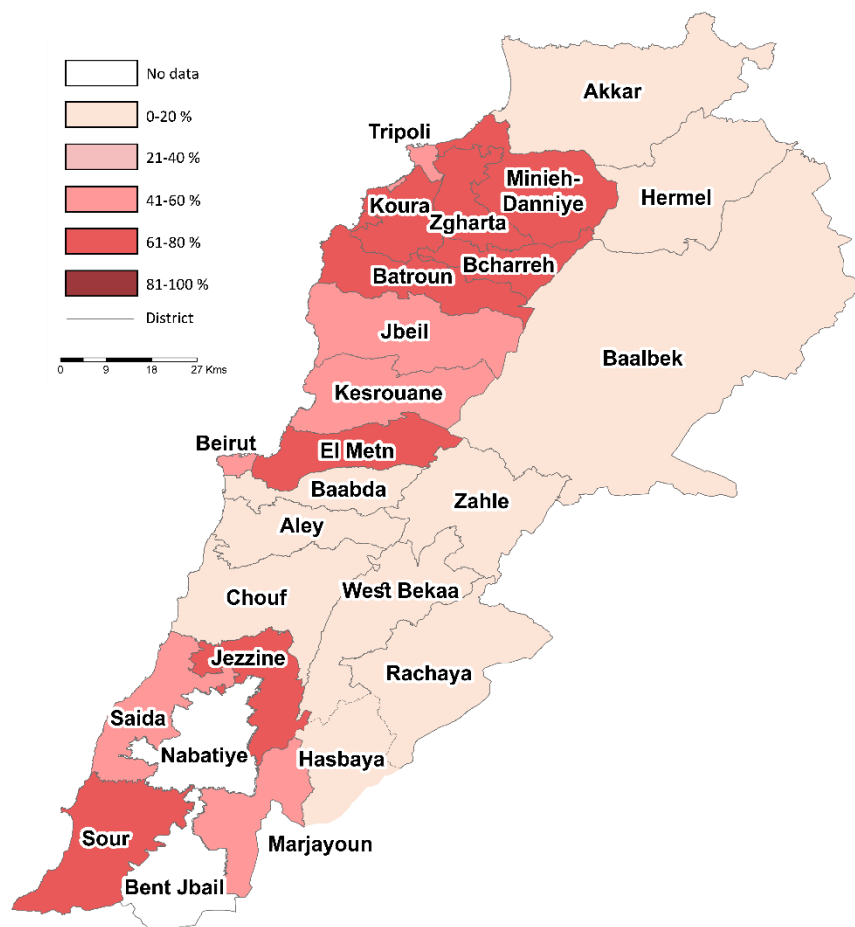 No data
0-20 %
21-40 %
41-60 %
61-80 %
81-100 %
District
0 9 18 27 Kms
Akkar
Tripoli
Minieh-
Danniye
Hermel
Koura
Zgharta
Bcharreh
Batroun
Jbeil
Baalbek
Kesrouane
Beirut
El Metn
Baabda
Zahle
Aley
West Bekaa
Chouf
Jezzine
Rachaya
Saida
Nabatiye
Hasbaya
Sour
Marjayoun
Bent Jbail